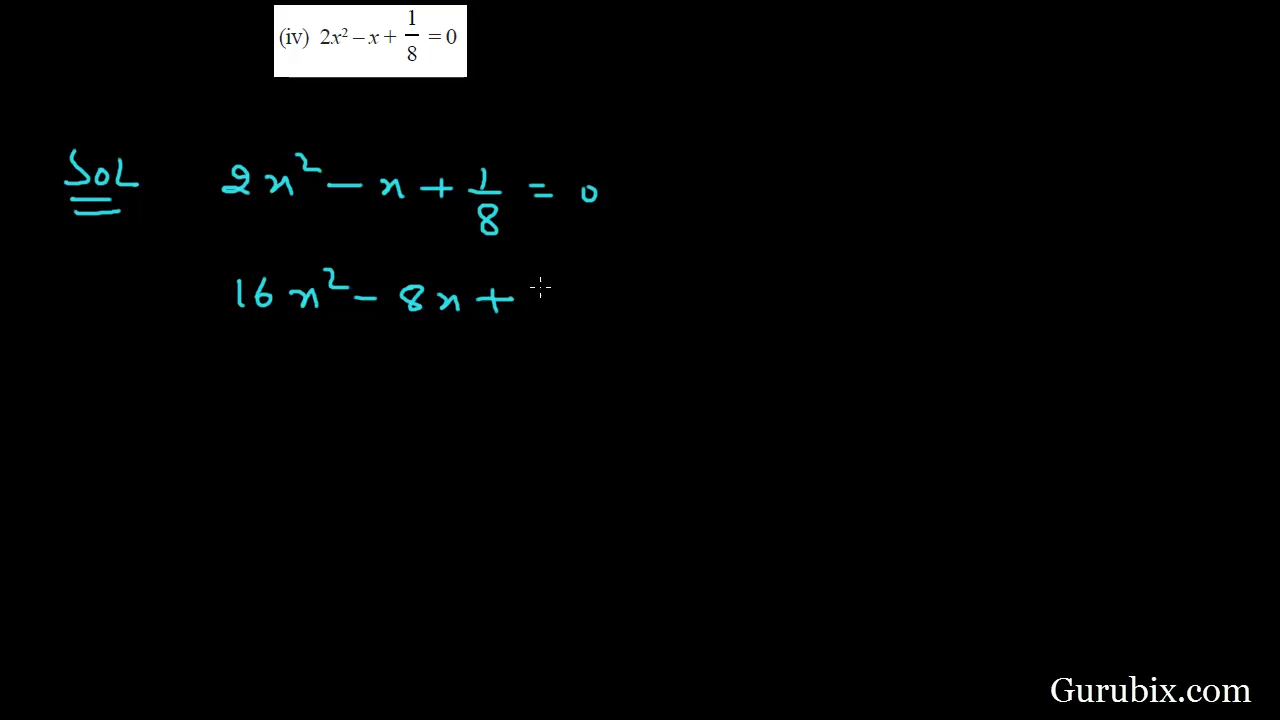 (iv) 2x² – x + 1/8 = 0
SOL 2x² – x + 1/8 = 0
16x² – 8x +
Gurubix.com